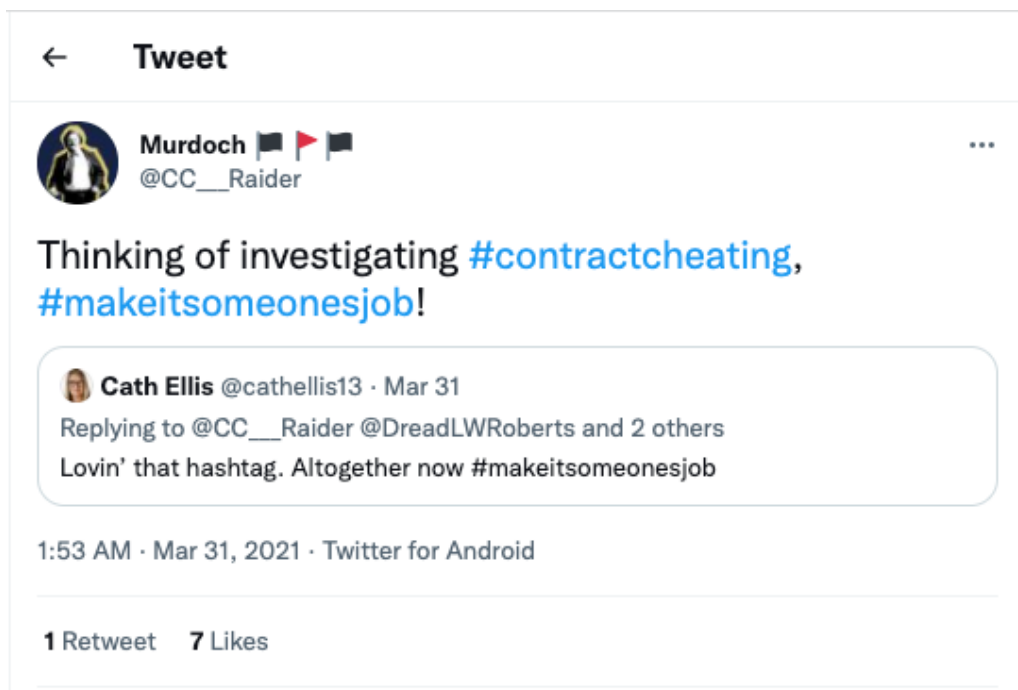 ← Tweet
Murdoch 🏴 🚩 🏴
@CC___Raider
Thinking of investigating #contractcheating,
#makeitsomeonesjob!
Cath Ellis @cathellis13 · Mar 31
Replying to @CC___Raider @DreadLWRoberts and 2 others
Lovin’ that hashtag. Altogether now #makeitsomeonesjob
1:53 AM · Mar 31, 2021 · Twitter for Android
1 Retweet 7 Likes